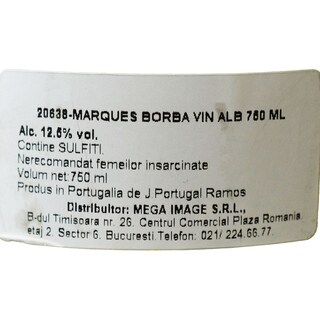 20638-MARQUES BORBA VIN ALB 750 ML
Alc. 12.5% vol.
Contine SULFITI.
Nerecomandat femeilor insarcinate
Volum net:750 ml
Produs in Portugalia de J.Portugal Ramos
Distribuitor: MEGA IMAGE S.R.L.,
B-dul Timisoara nr. 26. Centrul Comercial Plaza Romania,
etaj 2. Sector 6. Bucuresti.Telefon: 021/ 224.66.77.